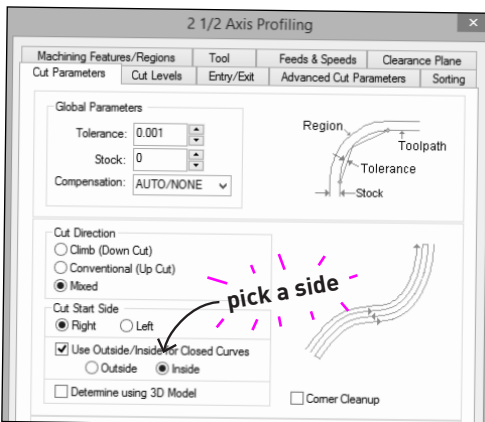 2 1/2 Axis Profiling
Machining Features/Regions Tool Feeds & Speeds Clearance Plane
Cut Parameters Cut Levels Entry/Exit Advanced Cut Parameters Sorting
Global Parameters
Tolerance: 0.001
Stock: 0
Compensation: AUTO/NONE
Region
Toolpath
Tolerance
Stock
Cut Direction
Climb (Down Cut)
Conventional (Up Cut)
Mixed
pick a side
Cut Start Side
Right Left
Use Outside/Inside for Closed Curves
Outside Inside
Determine using 3D Model
Corner Cleanup